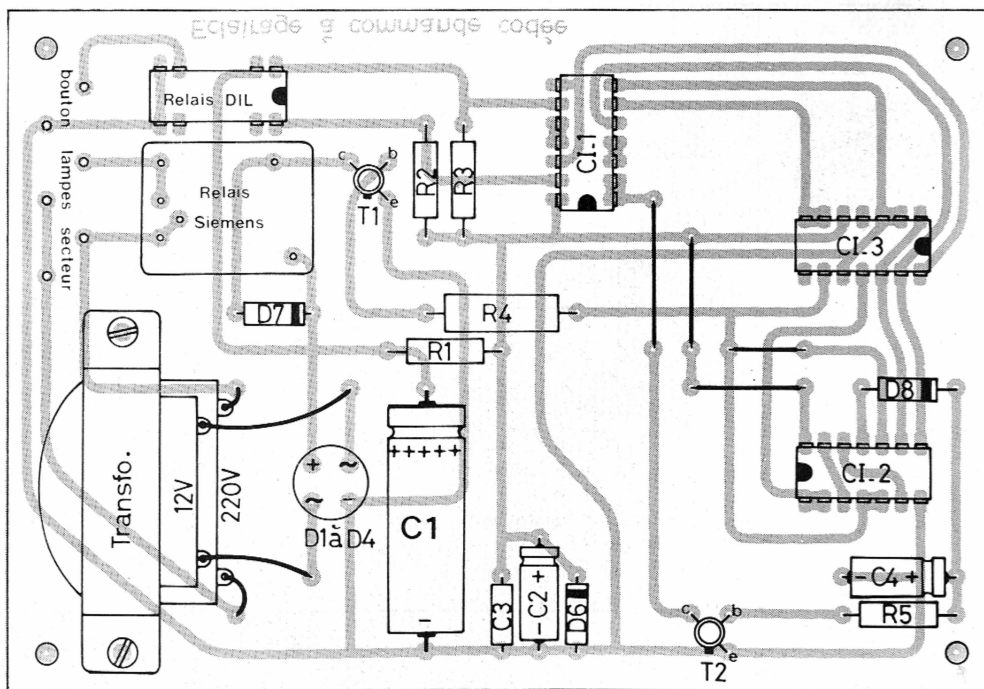 Eclairage à commande codée
bouton
lampes
secteur
Relais DIL
Relais
Siemens
c
b
e
T1
R2
R3
CI.1
CI.3
D7
R4
R1
D8
CI.2
Transfo.
12V
220V
+
~
~
-
D1à D4
+++++
C1
-
C3
- C2 +
D6
- C4 +
R5
c
b
e
T2